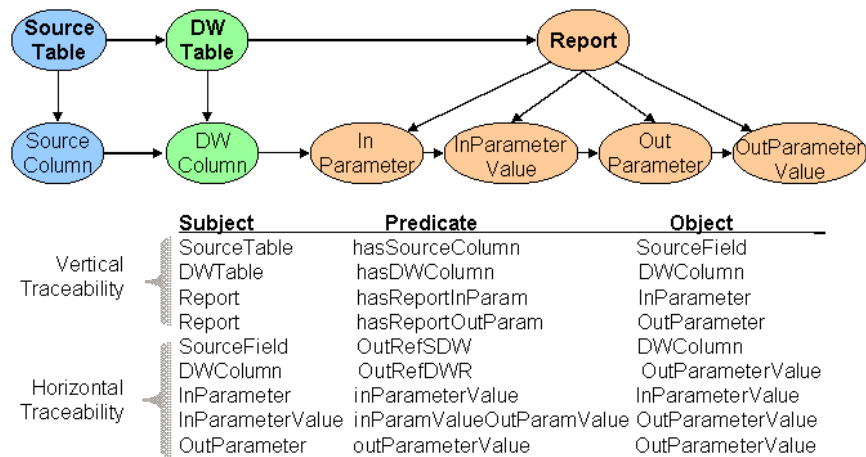 Source
Table
DW
Table
Report
Source
Column
DW
Column
In
Parameter
InParameter
Value
Out
Parameter
OutParameter
Value
Subject Predicate Object
Vertical
Traceability
SourceTable hasSourceColumn SourceField
DWTable hasDWColumn DWColumn
Report hasReportInParam InParameter
Report hasReportOutParam OutParameter
Horizontal
Traceability
SourceField OutRefSDW DWColumn
DWColumn OutRefDWR OutParameterValue
InParameter inParameterValue InParameterValue
InParameterValue inParamValueOutParamValue OutParameterValue
OutParameter outParameterValue OutParameterValue